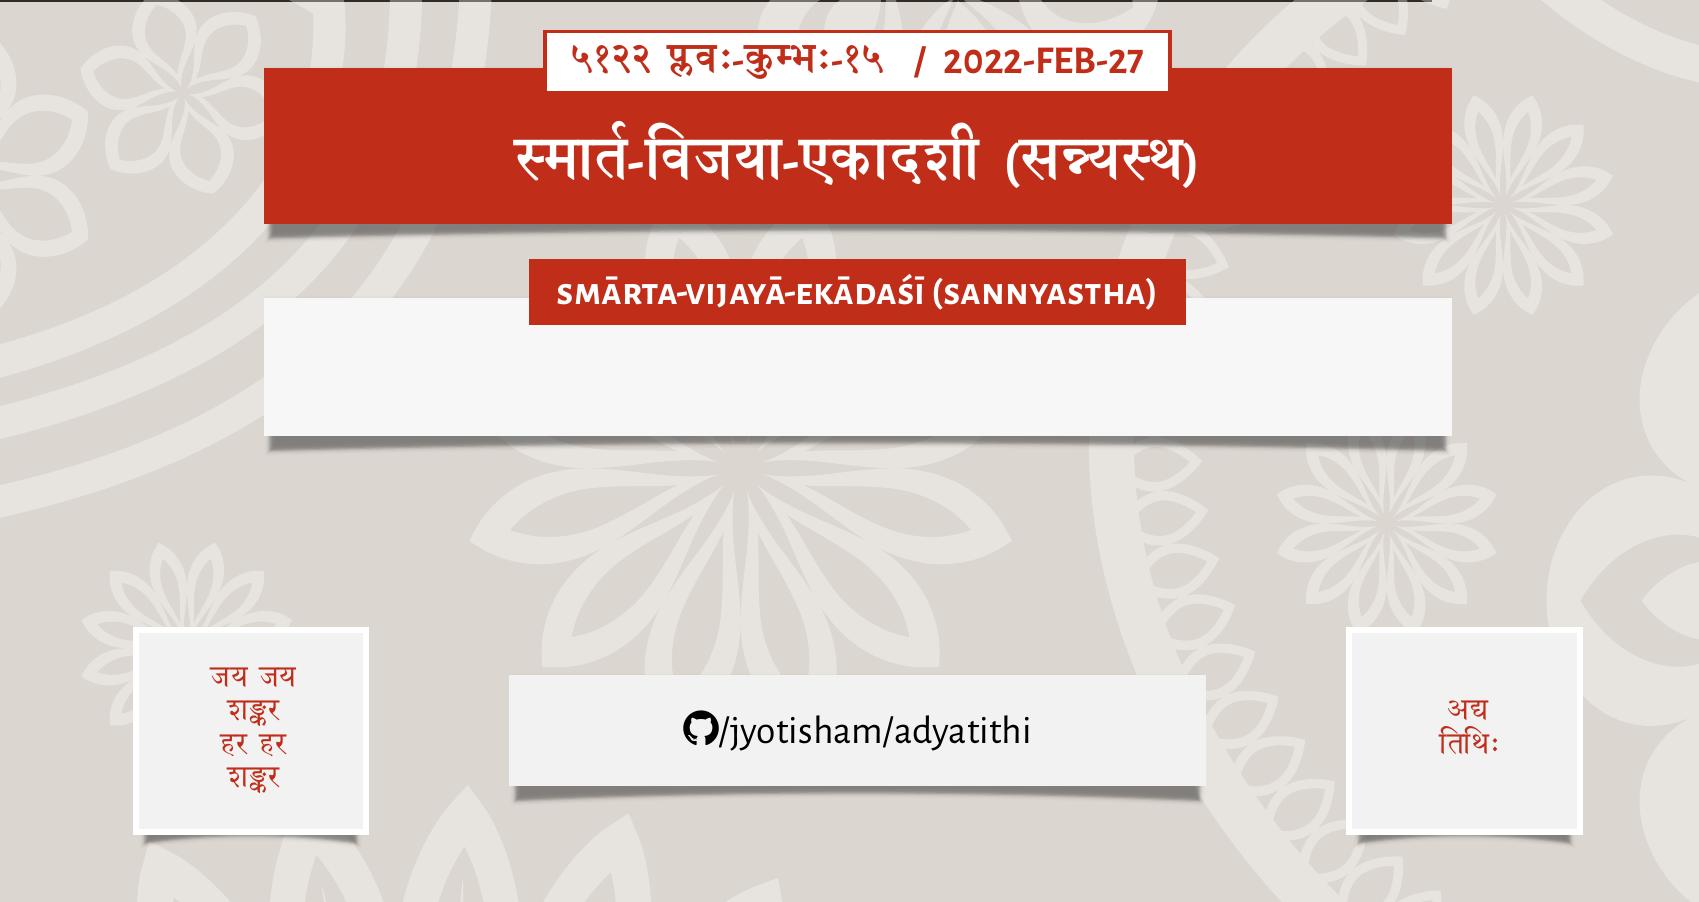 ५१२२ प्लवः-कुम्भः-१५ / 2022-FEB-27
स्मार्त-विजया-एकादशी (सन्न्यस्थ)
SMĀRTA-VIJAYĀ-EKĀDAŚĪ (SANNYASTHA)
जय जय
शङ्कर
हर हर
शङ्कर
/jyotisham/adyatithi
अद्य
तिथिः